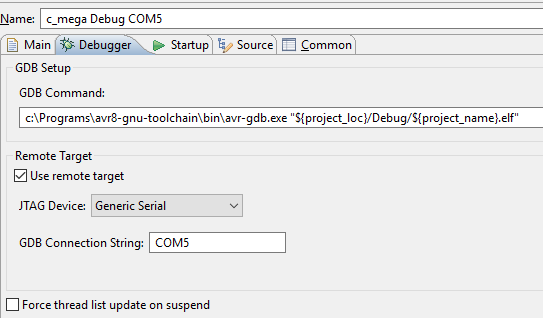 Name: c_mega Debug COM5
Main Debugger Startup Source Common
GDB Setup
GDB Command:
c:\Programs\avr8-gnu-toolchain\bin\avr-gdb.exe "${project_loc}/Debug/${project_name}.elf"
Remote Target
Use remote target
JTAG Device: Generic Serial
GDB Connection String: COM5
Force thread list update on suspend